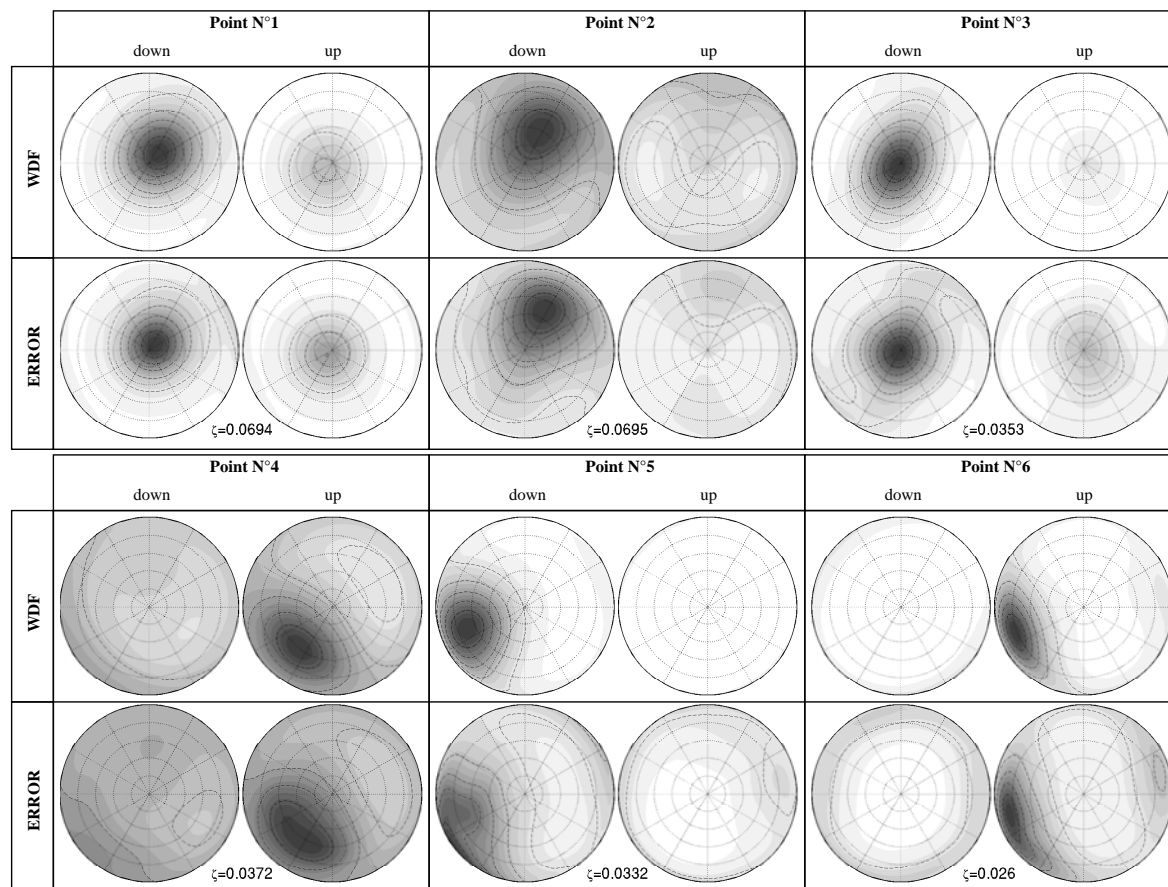 Point N°1 Point N°2 Point N°3
down up down up down up
WDF
ERROR
ζ=0.0694 ζ=0.0695 ζ=0.0353
Point N°4 Point N°5 Point N°6
down up down up down up
WDF
ERROR
ζ=0.0372 ζ=0.0332 ζ=0.026